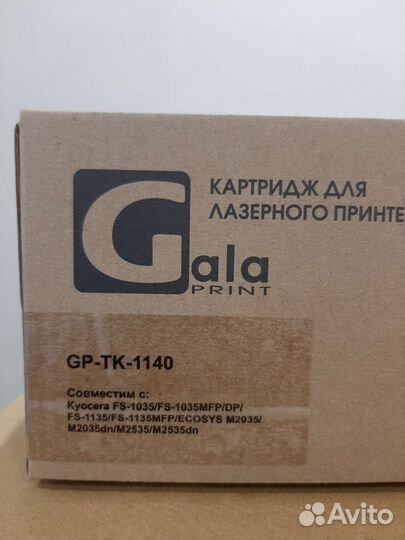 Gala
PRINT
КАРТРИДЖ ДЛЯ
ЛАЗЕРНОГО ПРИНТЕ
GP-TK-1140
Совместим с:
Kyocera FS-1035/FS-1035MFP/DP/
FS-1135/FS-1135MFP/ECOSYS M2035/
M2035dn/M2535/M2535dn
Avito